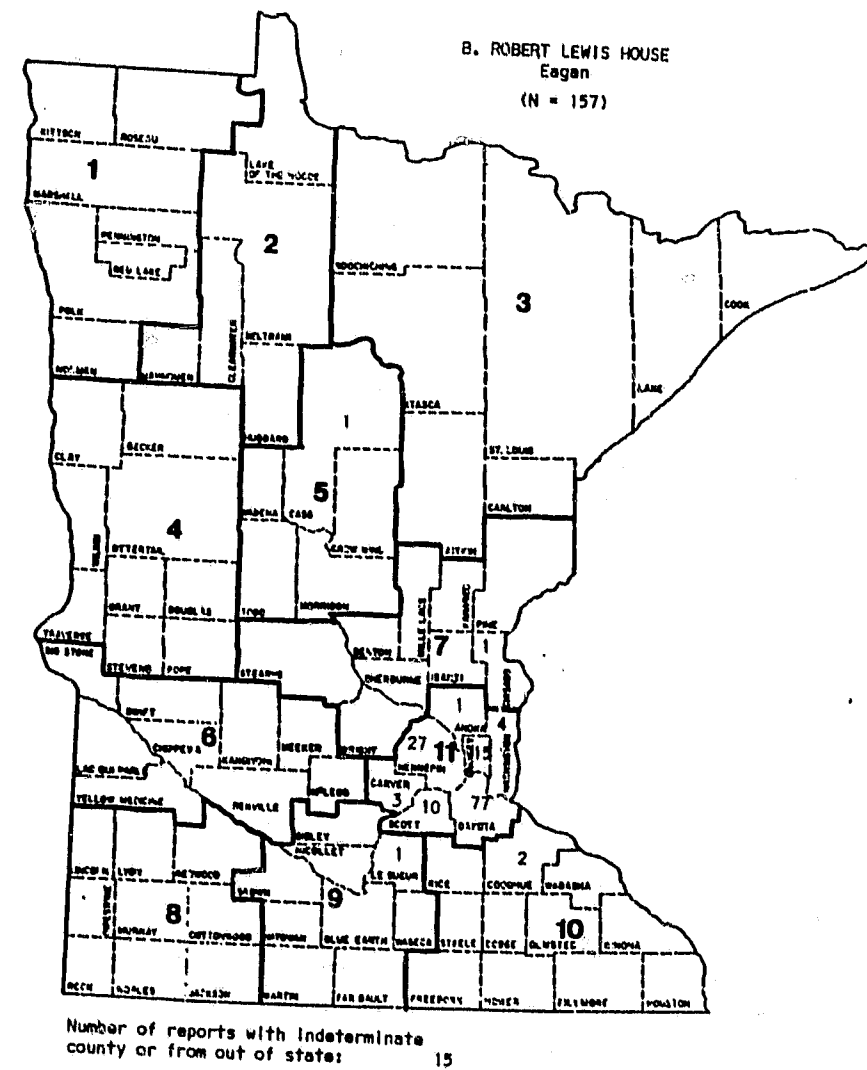 B. ROBERT LEWIS HOUSE
Eagan
(N = 157)
KITTSON
ROSEAU
LAKE
OF THE WOODS
1
MARSHALL
PENNINGTON
RED LAKE
2
KOOCHICHING
3
COOK
POLK
BELTRAMI
CLEARWATER
NORMAN
MAHNOMEN
LAKE
ITASCA
1
HUBBARD
BECKER
CLAY
ST. LOUIS
5
CASS
WADENA
CARLTON
4
OTTERTAIL
CROW WING
AITKIN
GRANT
DOUGLAS
TODD
MORRISON
MILLE LACS
KANABEC
PINE
TRAVERSE
BIG STONE
7
1
BENTON
STEVENS
POPE
STEARNS
SHERBURNE
ISANTI
CHISAGO
SWIFT
1
ANOKA
4
WASHINGTON
6
CHIPPEWA
KANDIYOHI
MEEKER
WRIGHT
27
11
HENNEPIN
LAC QUI PARLE
CARVER
3
10
77
YELLOW MEDICINE
RENVILLE
MCLEOD
SCOTT
DAKOTA
SIBLEY
NICOLLET
1
LE SUEUR
2
LINCOLN
LYON
REDWOOD
BROWN
RICE
GOODHUE
WABASHA
9
PIPESTONE
8
10
MURRAY
COTTONWOOD
WATONWAN
BLUE EARTH
WASECA
STEELE
DODGE
OLMSTED
WINONA
ROCK
NOBLES
JACKSON
MARTIN
FARIBAULT
FREEBORN
MOWER
FILLMORE
HOUSTON
Number of reports with indeterminate
county or from out of state: 15